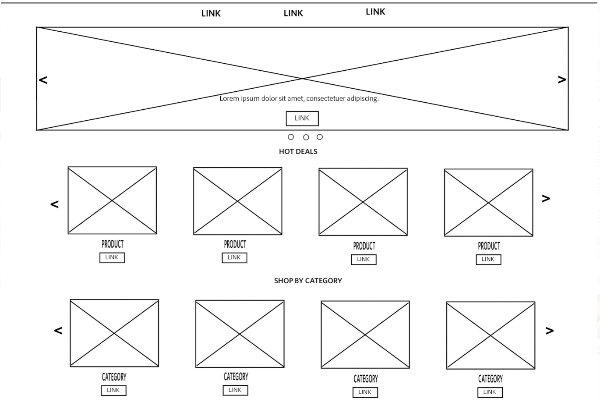 LINK LINK LINK
< >
Lorem ipsum dolor sit amet, consectetuer adipiscing.
LINK
HOT DEALS
< >
PRODUCT PRODUCT PRODUCT PRODUCT
LINK LINK LINK LINK
SHOP BY CATEGORY
< >
CATEGORY CATEGORY CATEGORY CATEGORY
LINK LINK LINK LINK